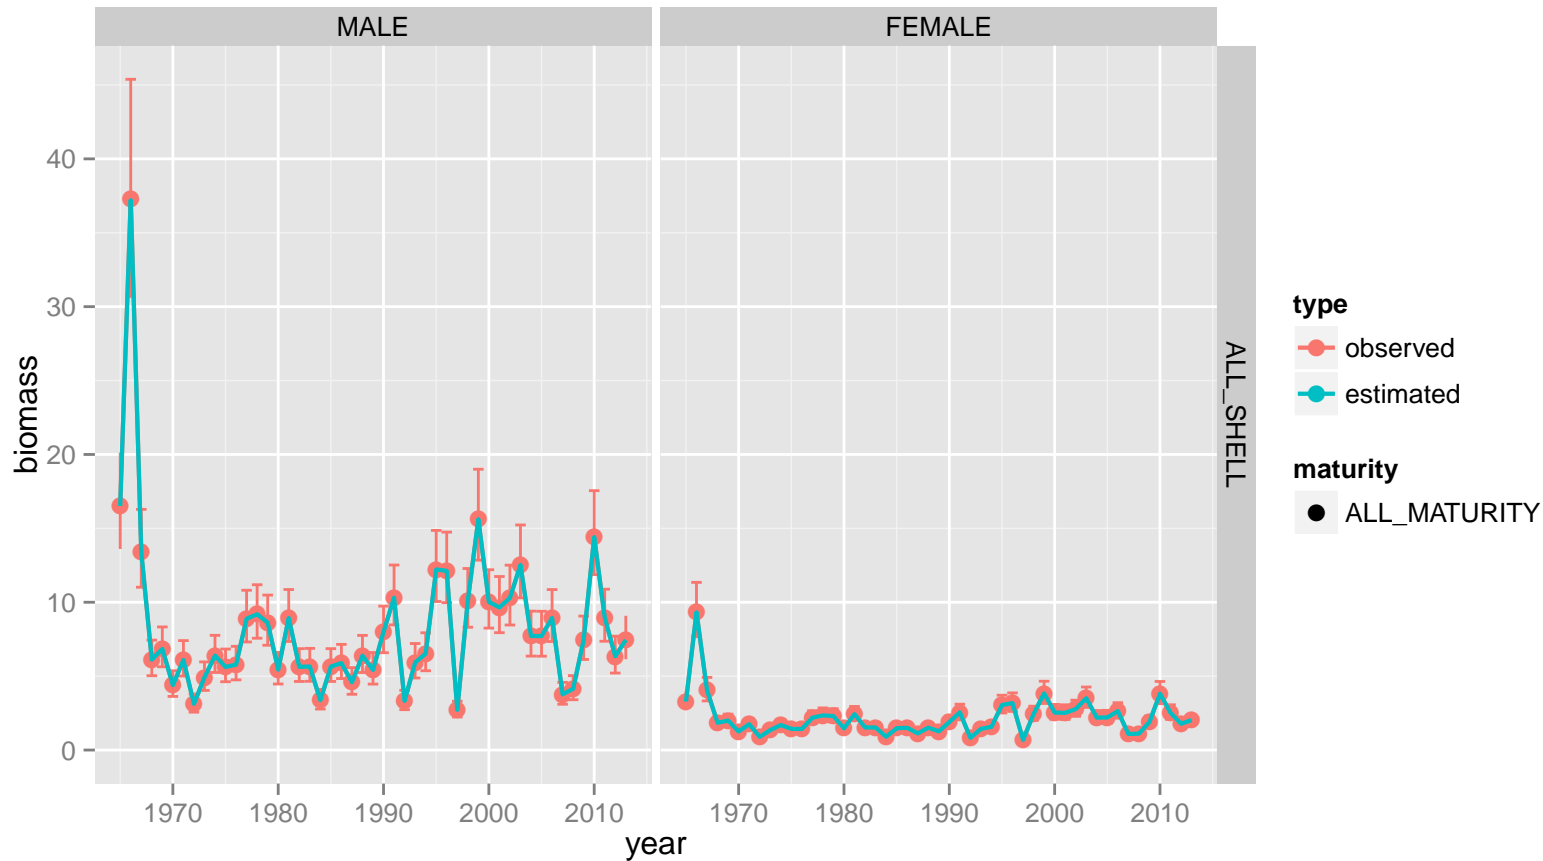 MALE
FEMALE
ALL_SHELL
biomass
40
30
20
10
0
1970 1980 1990 2000 2010
1970 1980 1990 2000 2010
year
type
observed
estimated
maturity
ALL_MATURITY